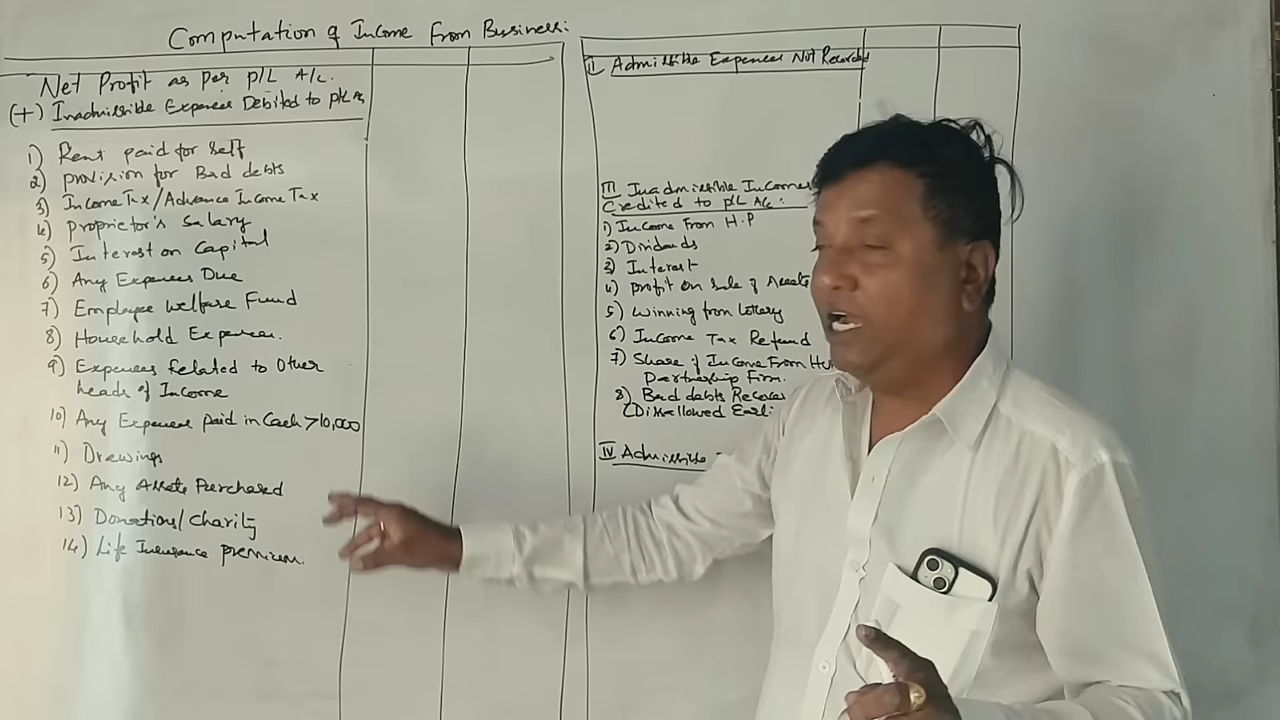 Computation of Income From Business:
Net Profit as per P/L A/c.
(+) Inadmissible Expenses Debited to P/L A/c
1) Rent paid for Self
2) Provision for Bad debts
3) Income Tax/Advance Income Tax
4) Proprietor's Salary
5) Interest on Capital
6) Any Expenses Due
7) Employee Welfare Fund
8) Household Expenses.
9) Expenses Related to Other
heads of Income
10) Any Expenses paid in Cash >10,000
11) Drawings
12) Any Assets Purchased
13) Donations/Charity
14) Life Insurance premium.
II Admissible Expenses Not Recorded
III Inadmissible Incomes
Credited to P/L A/c:
1) Income From H.P
2) Dividends
3) Interest
4) Profit on Sale of Assets
5) Winning from Lottery
6) Income Tax Refund
7) Share of Income From
Partnership Firm.
8) Bad debts
(Disallowed
IV Admissible